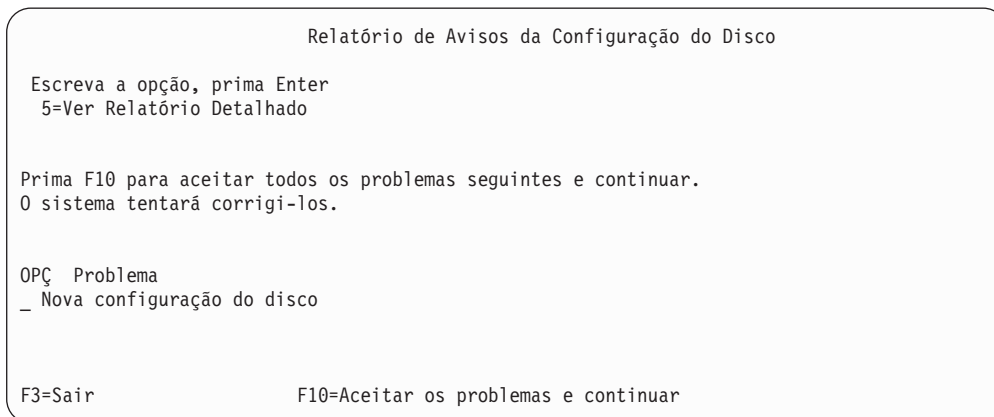 Relatório de Avisos da Configuração do Disco
Escreva a opção, prima Enter
5=Ver Relatório Detalhado
Prima F10 para aceitar todos os problemas seguintes e continuar.
O sistema tentará corrigi-los.
OPÇ Problema
_ Nova configuração do disco
F3=Sair F10=Aceitar os problemas e continuar